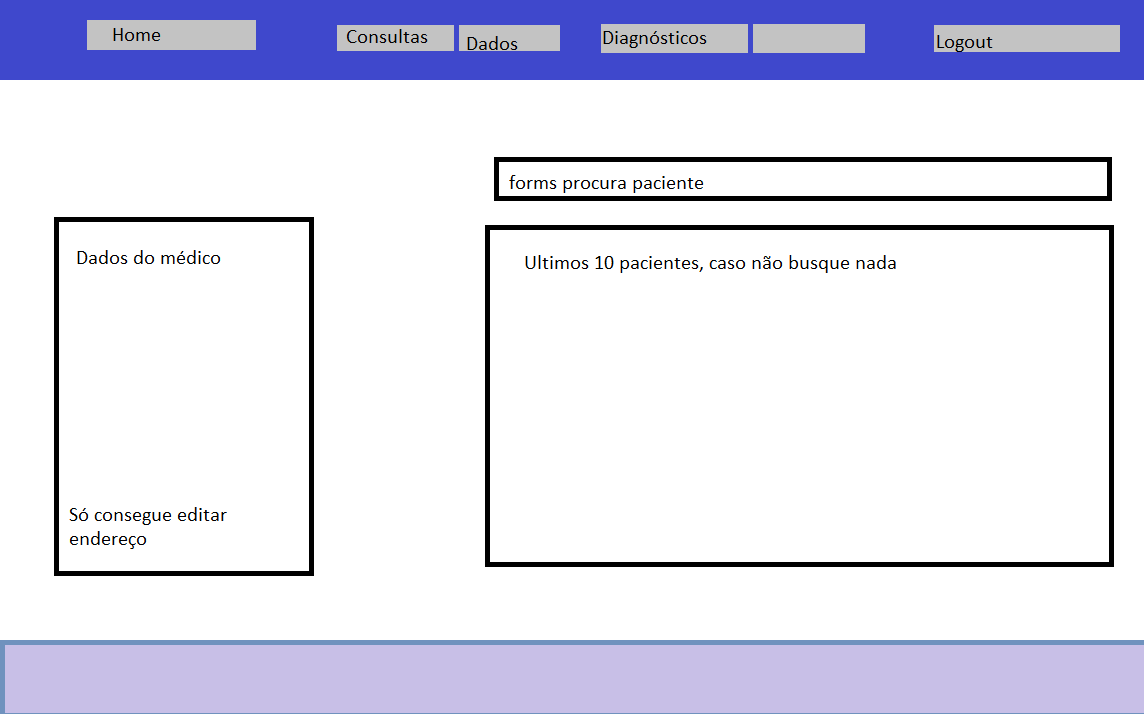 Home
Consultas
Dados
Diagnósticos
Logout
forms procura paciente
Dados do médico
Ultimos 10 pacientes, caso não busque nada
Só consegue editar
endereço